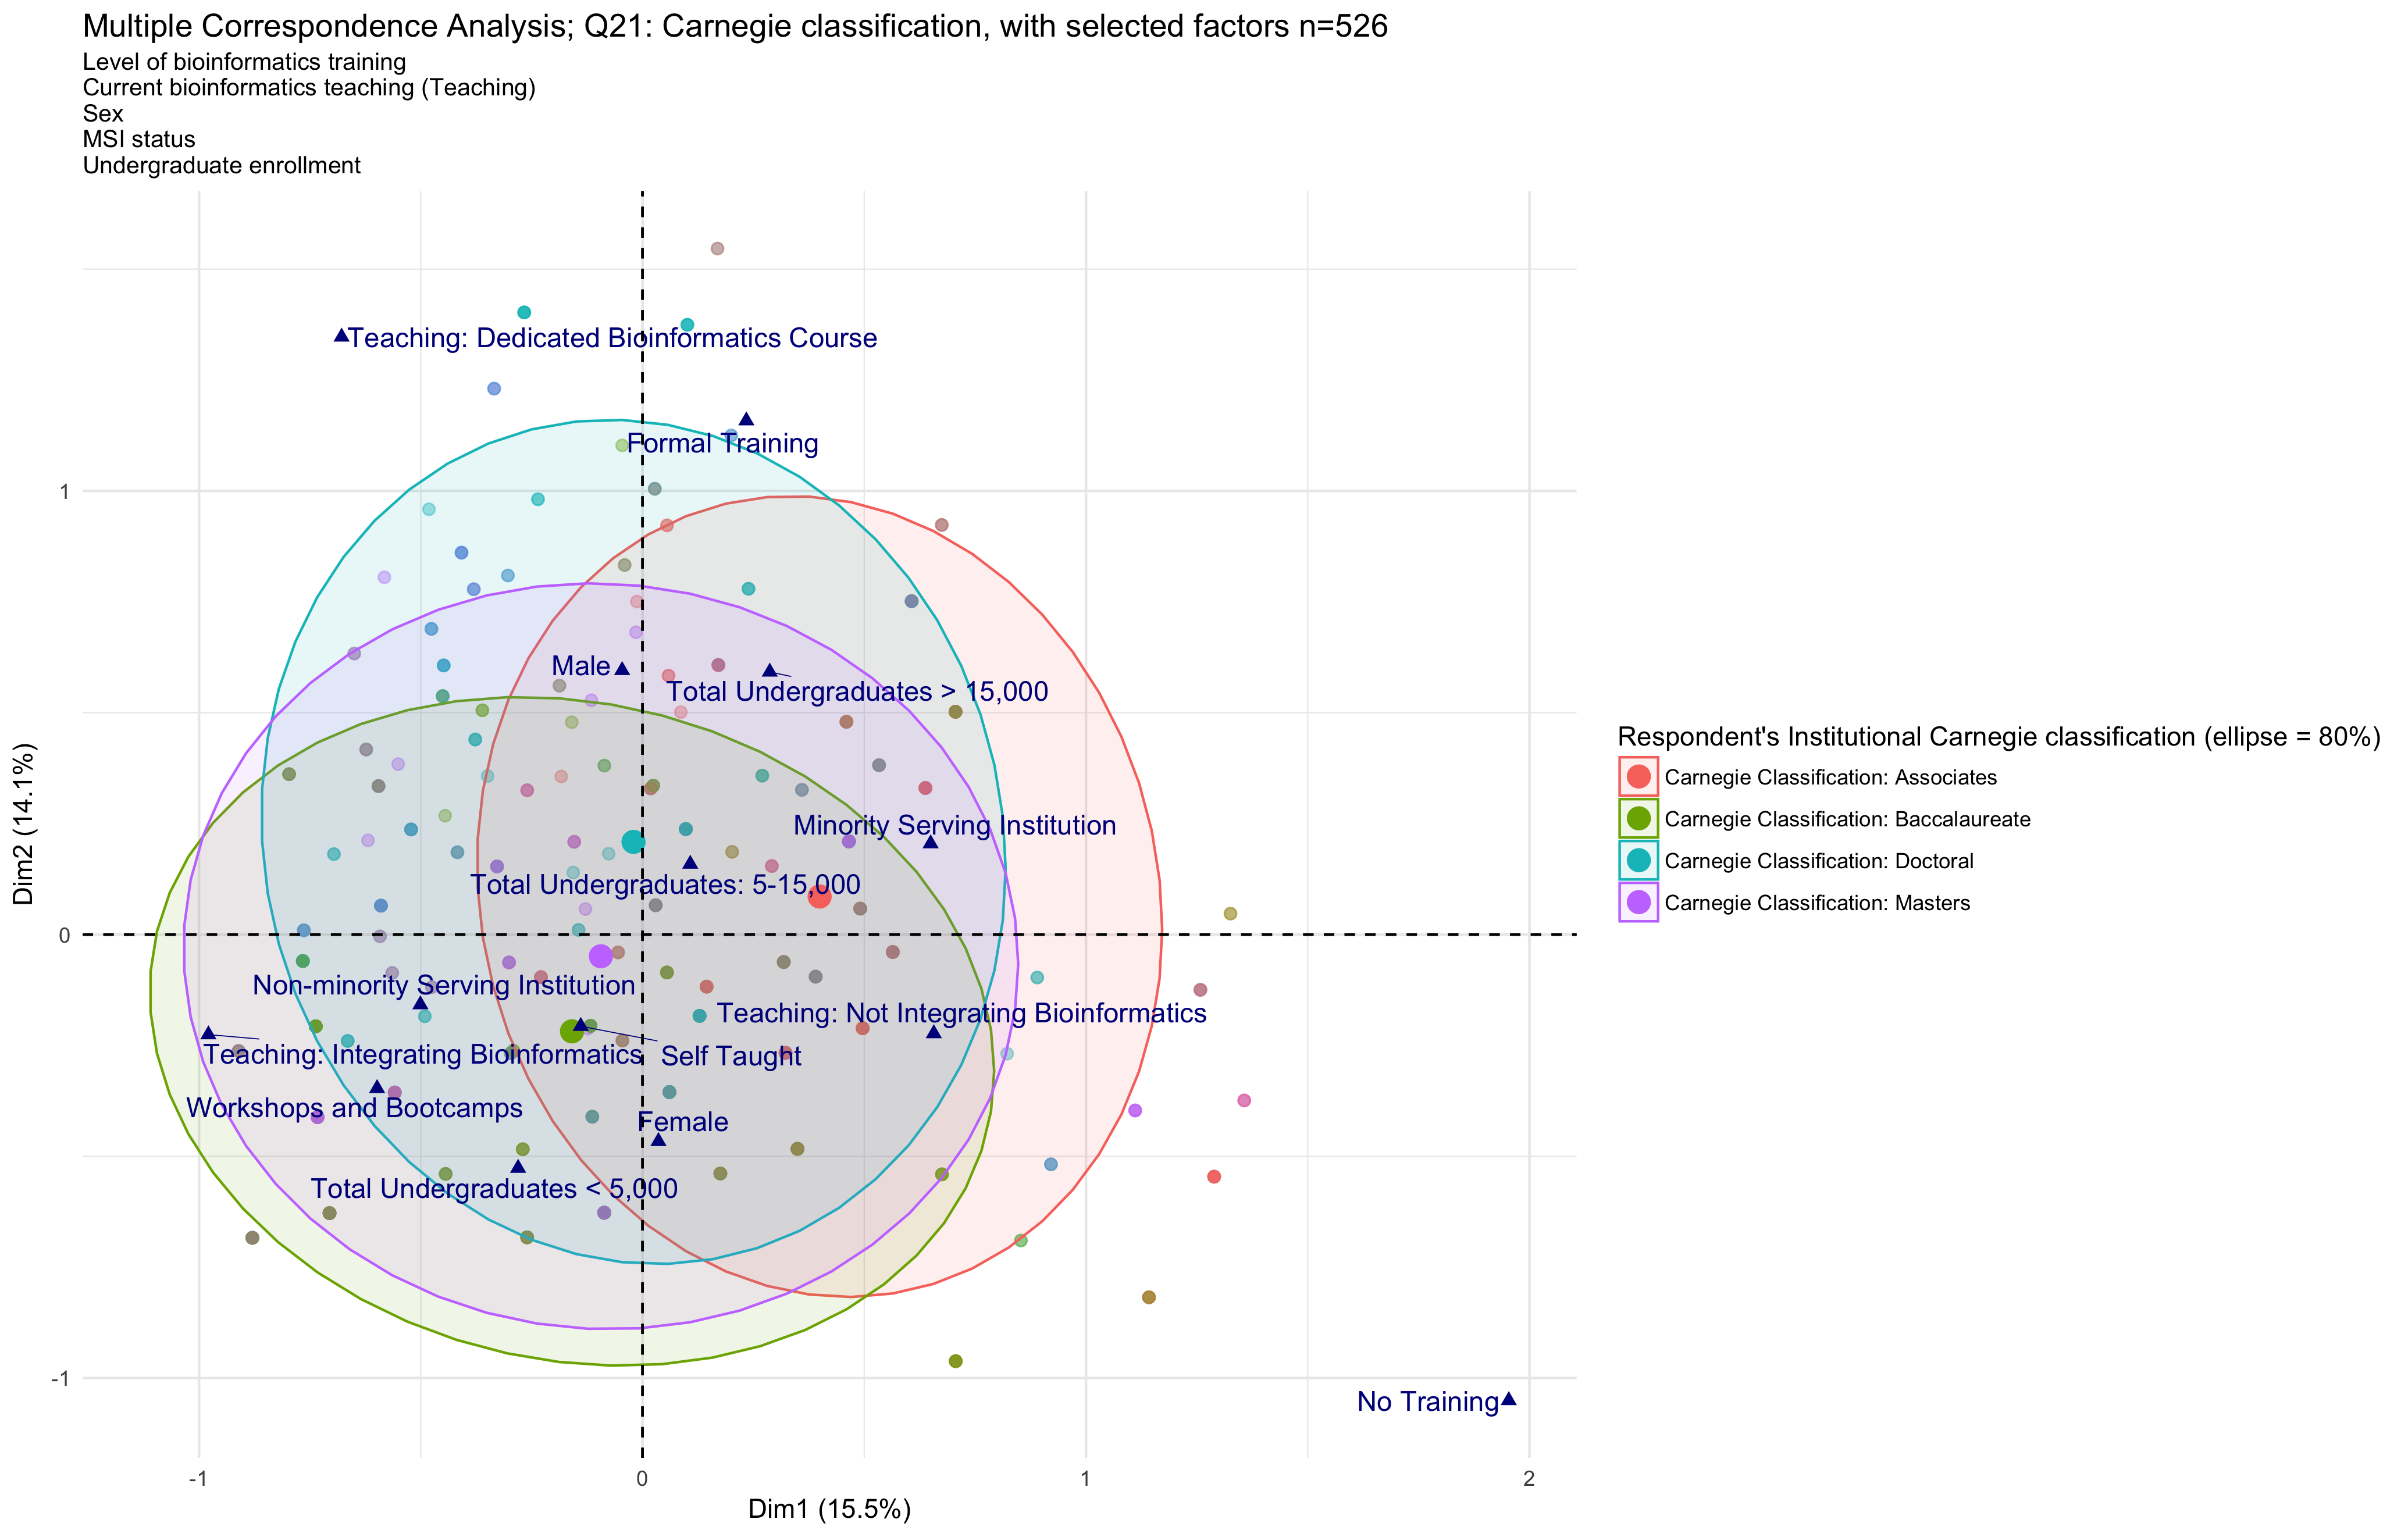 Multiple Correspondence Analysis; Q21: Carnegie classification, with selected factors n=526
Level of bioinformatics training
Current bioinformatics teaching (Teaching)
Sex
MSI status
Undergraduate enrollment
Teaching: Dedicated Bioinformatics Course
Formal Training
1
Male
Total Undergraduates > 15,000
Respondent's Institutional Carnegie classification (ellipse = 80%)
Carnegie Classification: Associates
Carnegie Classification: Baccalaureate
Carnegie Classification: Doctoral
Carnegie Classification: Masters
Dim2 (14.1%)
Minority Serving Institution
Total Undergraduates: 5-15,000
0
Non-minority Serving Institution
Teaching: Not Integrating Bioinformatics
Teaching: Integrating Bioinformatics
Self Taught
Workshops and Bootcamps
Female
Total Undergraduates < 5,000
-1
No Training
-1
0
1
2
Dim1 (15.5%)